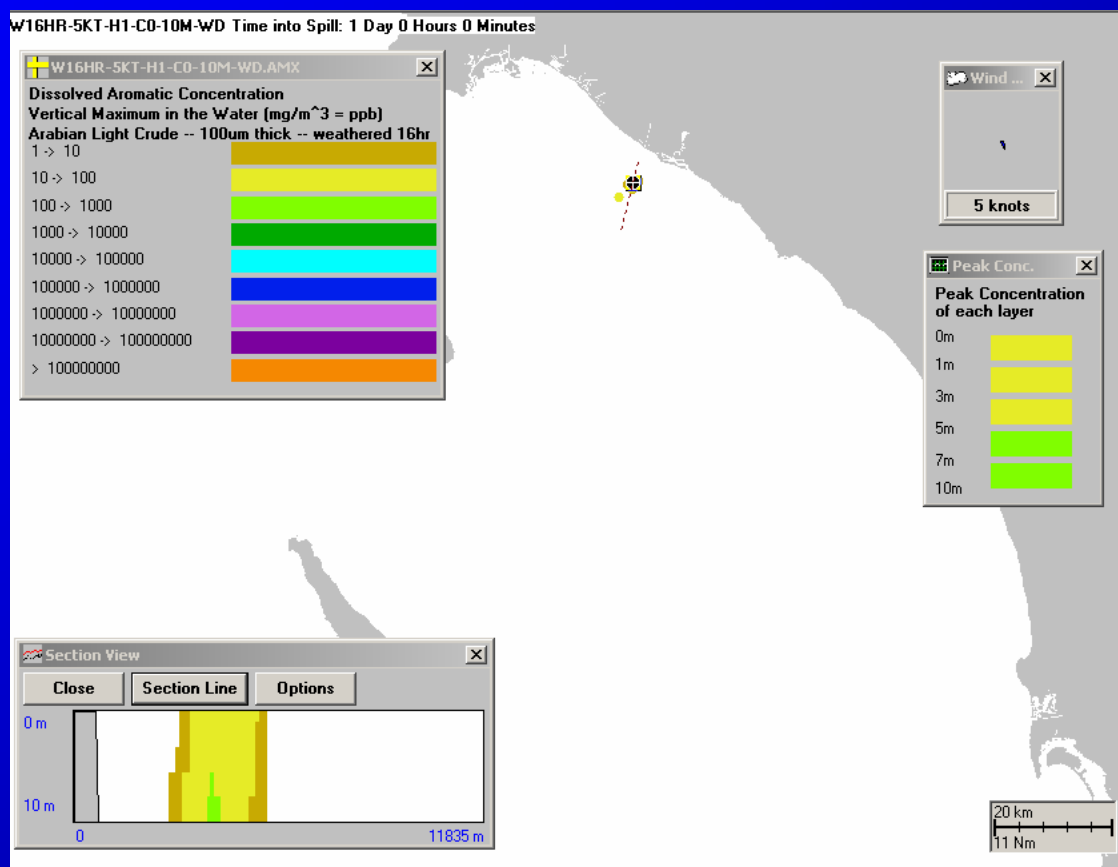 W16HR-5KT-H1-C0-10M-WD Time into Spill: 1 Day 0 Hours 0 Minutes
W16HR-5KT-H1-C0-10M-WD.AMX
Dissolved Aromatic Concentration
Vertical Maximum in the Water (mg/m^3 = ppb)
Arabian Light Crude -- 100um thick -- weathered 16hr
1 -> 10
10 -> 100
100 -> 1000
1000 -> 10000
10000 -> 100000
100000 -> 1000000
1000000 -> 10000000
10000000 -> 100000000
> 100000000
Wind ...
5 knots
Peak Conc.
Peak Concentration
of each layer
0m
1m
3m
5m
7m
10m
Section View
Close Section Line Options
0 m
10 m
0 11835 m
20 km
11 Nm